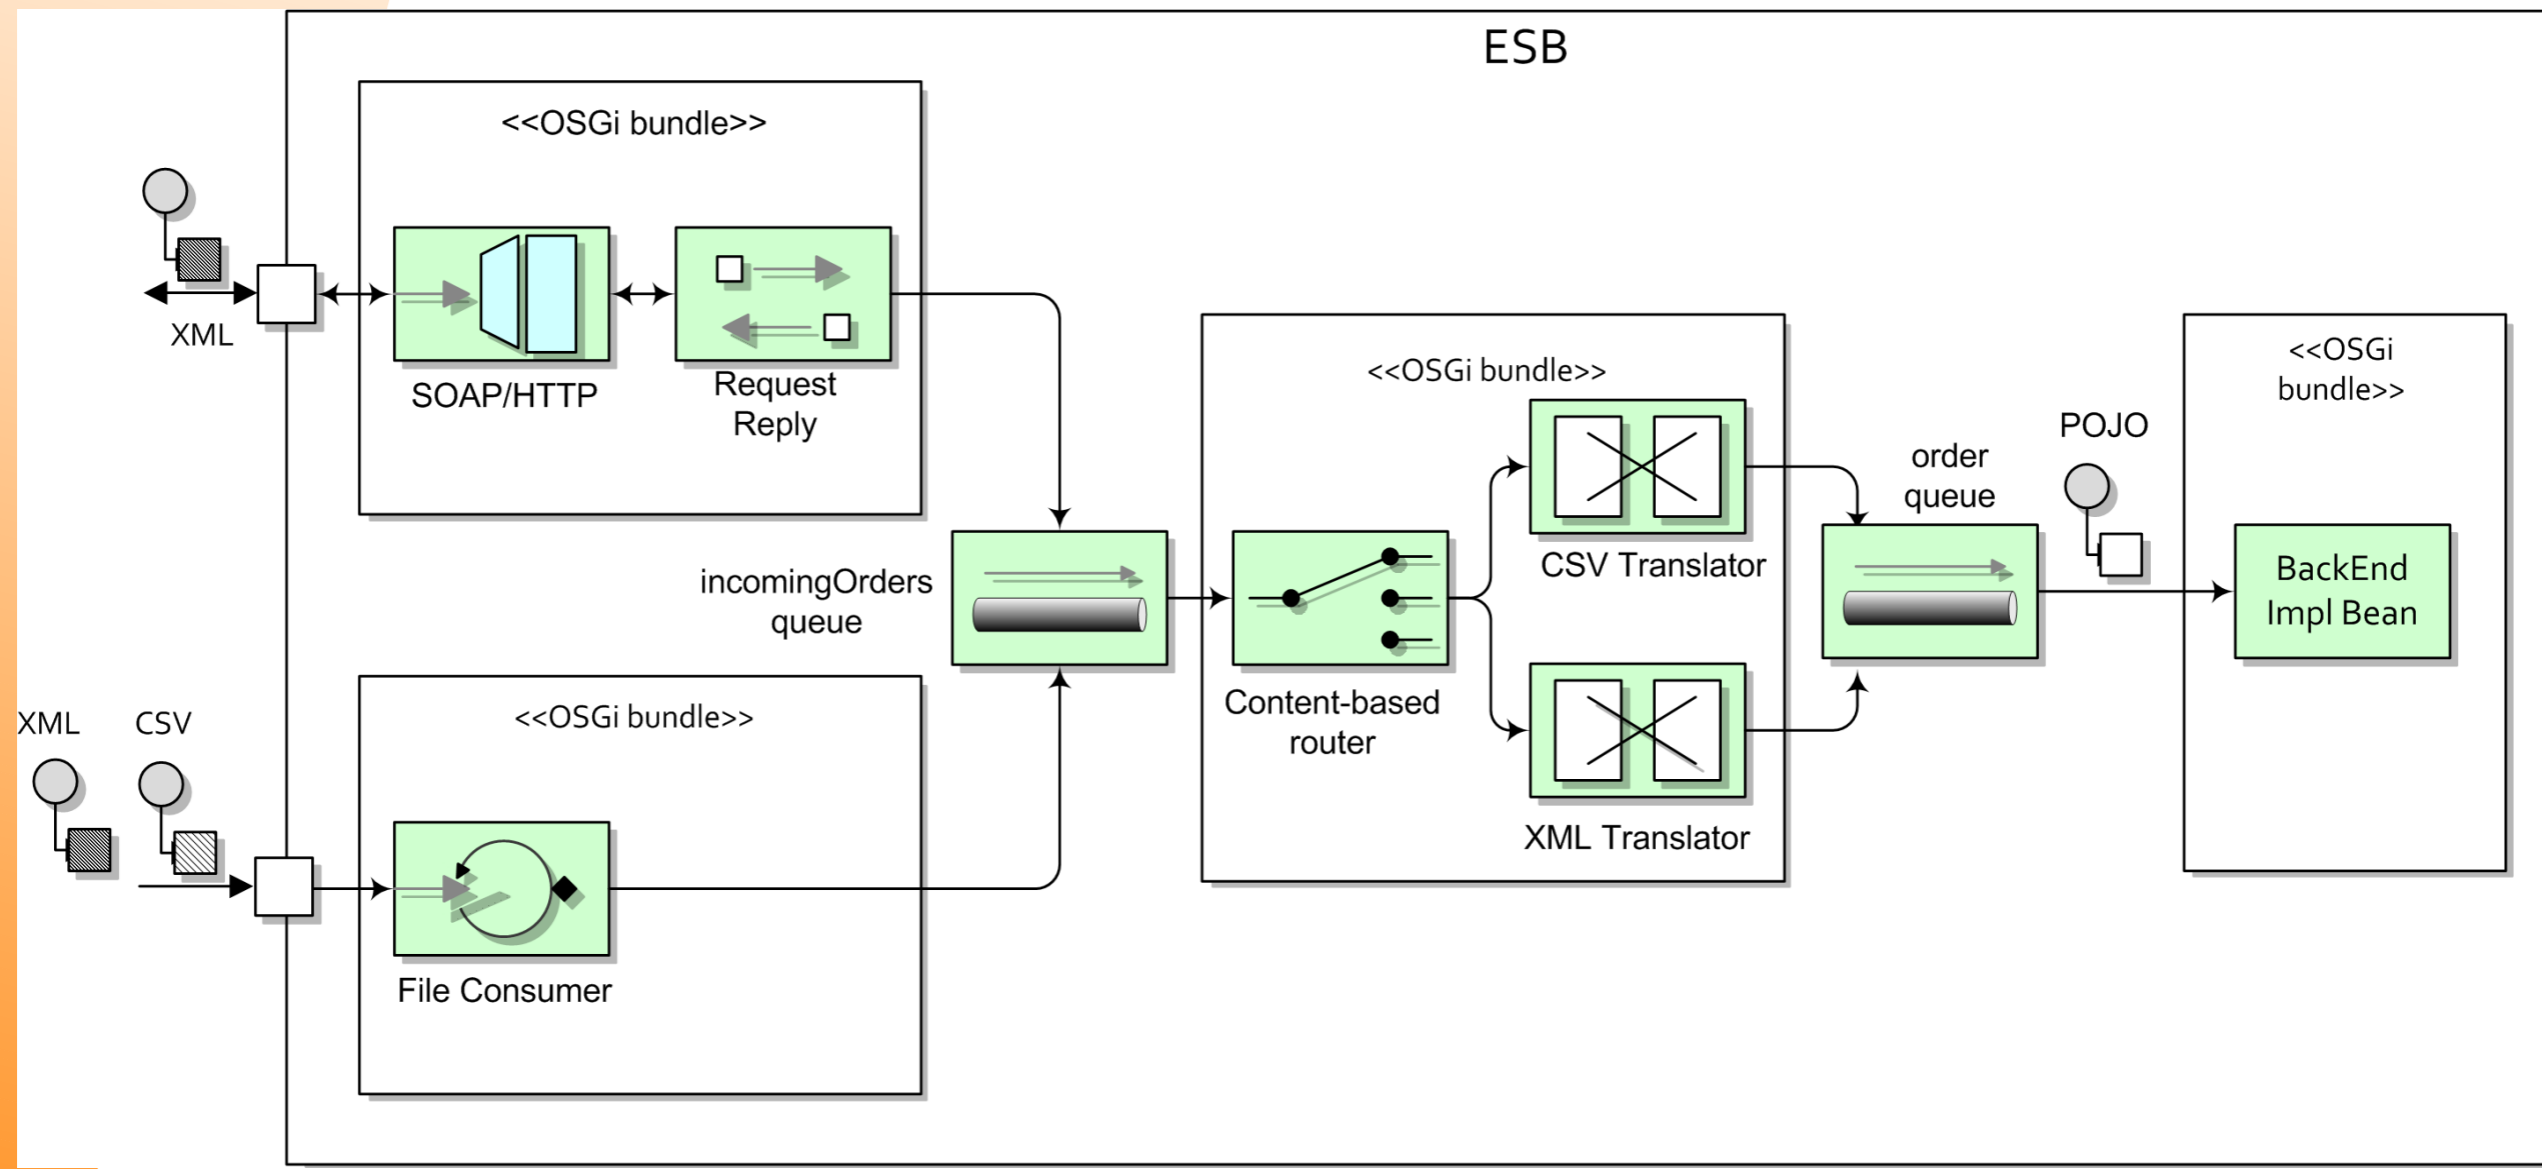 ESB
<<OSGi bundle>>
XML
SOAP/HTTP
Request
Reply
incomingOrders
queue
<<OSGi bundle>>
XML
CSV
File Consumer
<<OSGi bundle>>
Content-based
router
CSV Translator
XML Translator
order
queue
POJO
<<OSGi
bundle>>
BackEnd
Impl Bean